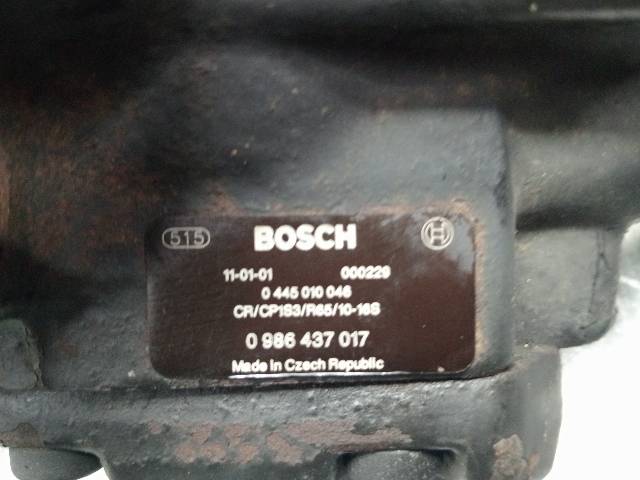 515 BOSCH
11-01-01 000229
0 445 010 046
CR/CP1S3/R65/10-16S
0 986 437 017
Made in Czech Republic